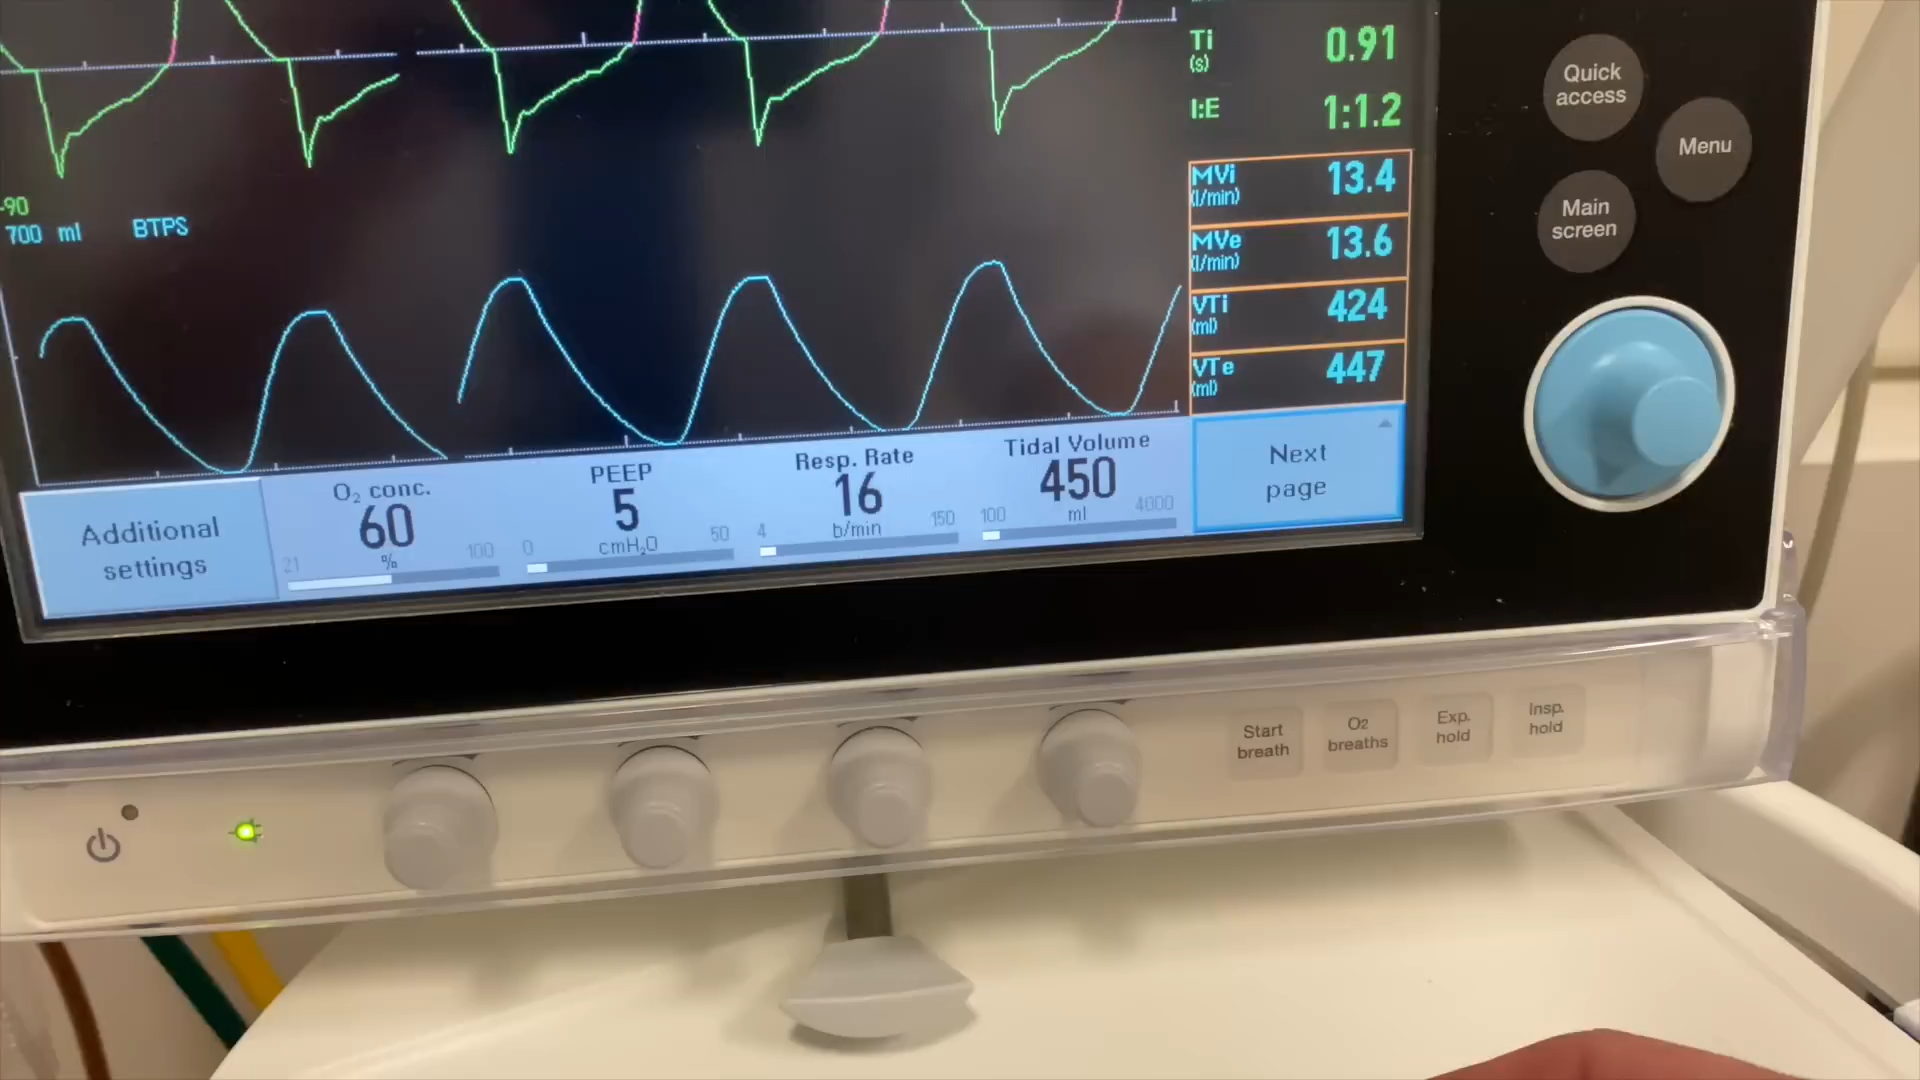 Ti
(s)
0.91
I:E
1:1.2
MVi
(l/min)
13.4
MVe
(l/min)
13.6
VTi
(ml)
424
VTe
(ml)
447
-90
700 ml BTPS
Additional
settings
O₂ conc.
60
%
21
100
PEEP
5
cmH₂O
0
50
Resp. Rate
16
b/min
4
150
Tidal Volume
450
ml
100
4000
Next
page
Quick
access
Menu
Main
screen
Start
breath
O₂
breaths
Exp.
hold
Insp.
hold